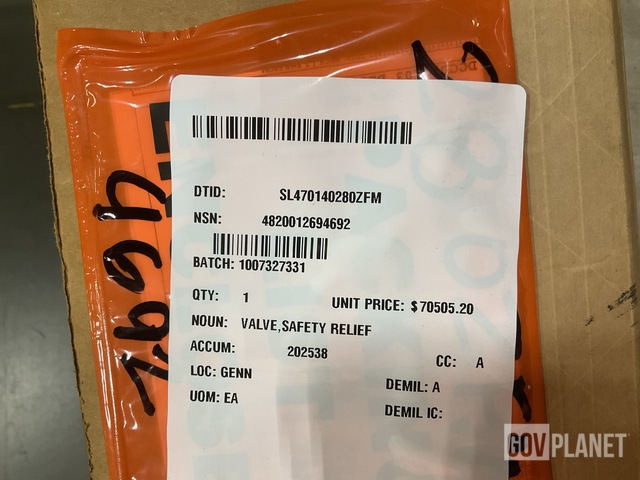 DTID: SL470140280ZFM
NSN: 4820012694692
BATCH: 1007327331
QTY: 1 UNIT PRICE: $70505.20
NOUN: VALVE,SAFETY RELIEF
ACCUM: 202538
CC: A
LOC: GENN
DEMIL: A
UOM: EA
DEMIL IC:
4692
GOVPLANET